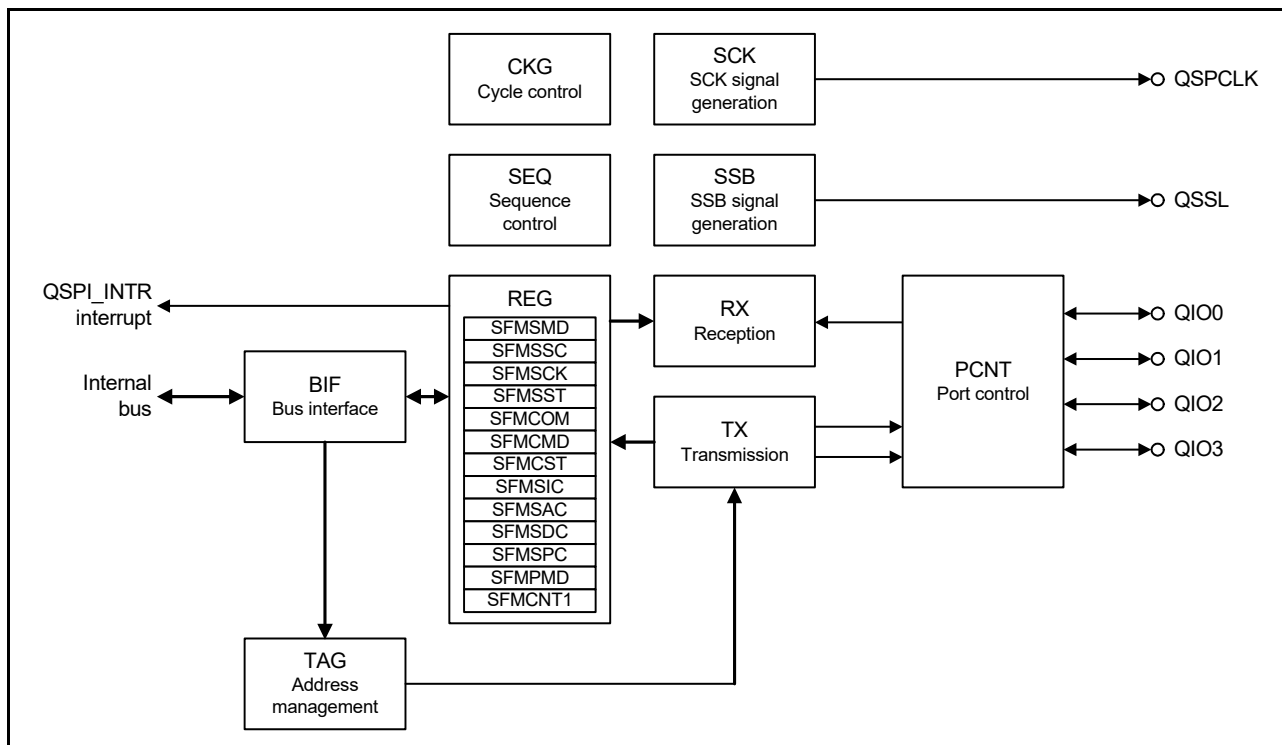 CKG
Cycle control
SCK
SCK signal
generation
QSPCLK
SEQ
Sequence
control
SSB
SSB signal
generation
QSSL
QSPI_INTR
interrupt
Internal
bus
BIF
Bus interface
REG
SFMSMD
SFMSSC
SFMSCK
SFMSST
SFMCOM
SFMCMD
SFMCST
SFMSIC
SFMSAC
SFMSDC
SFMSPC
SFMPMD
SFMCNT1
RX
Reception
TX
Transmission
PCNT
Port control
QIO0
QIO1
QIO2
QIO3
TAG
Address
management